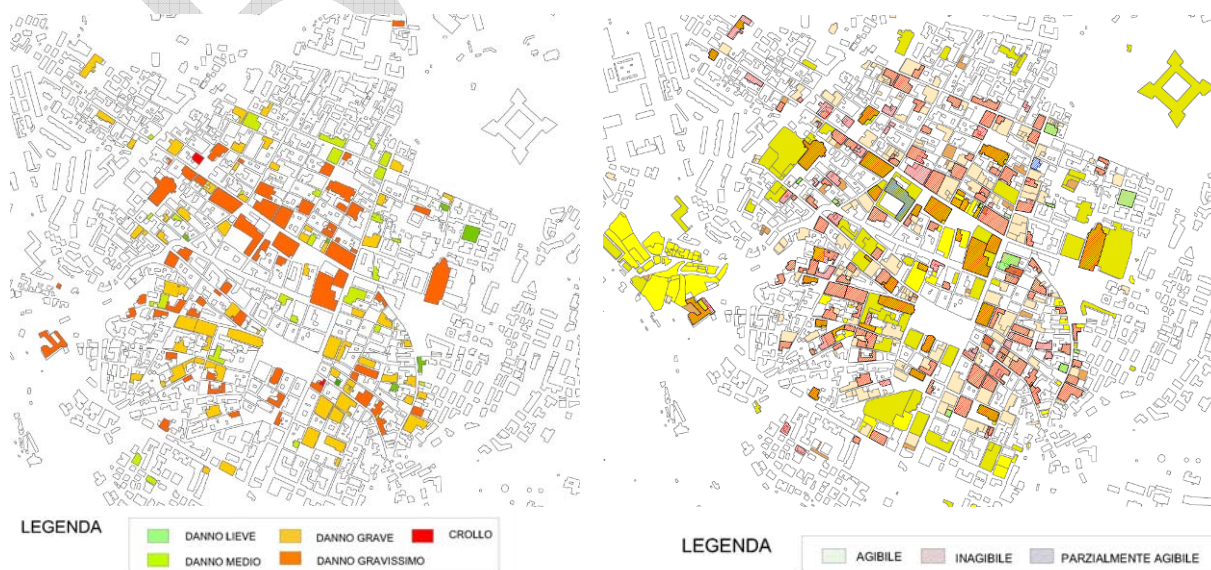 LEGENDA
DANNO LIEVE DANNO GRAVE CROLLO
DANNO MEDIO DANNO GRAVISSIMO
LEGENDA
AGIBILE INAGIBILE PARZIALMENTE AGIBILE